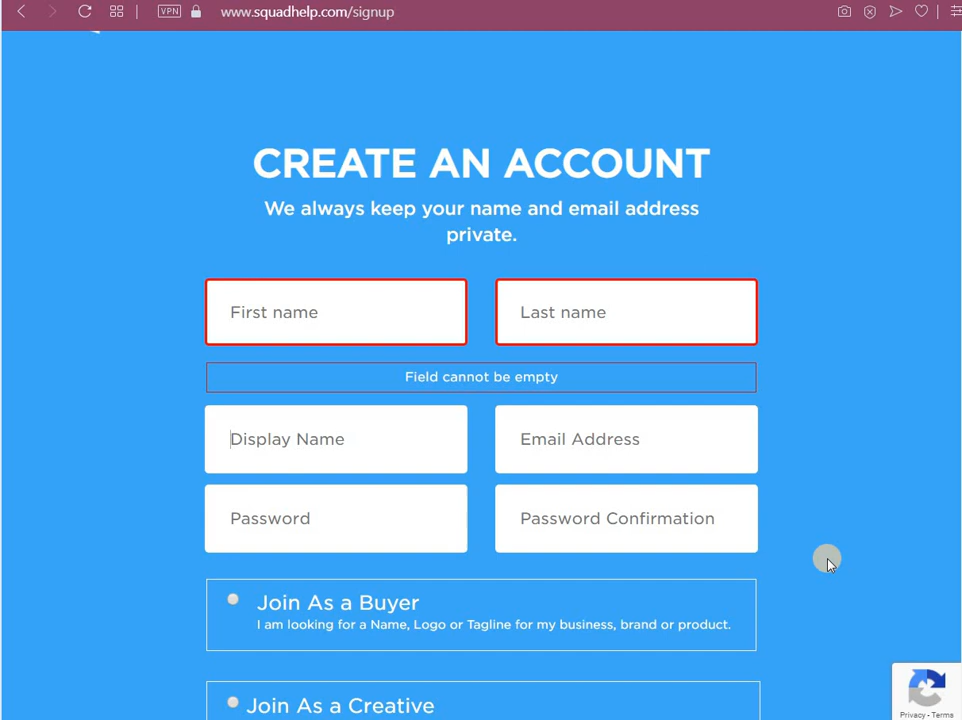 VPN www.squadhelp.com/signup
CREATE AN ACCOUNT
We always keep your name and email address
private.
First name Last name
Field cannot be empty
Display Name Email Address
Password Password Confirmation
Join As a Buyer
I am looking for a Name, Logo or Tagline for my business, brand or product.
Join As a Creative
Privacy - Terms